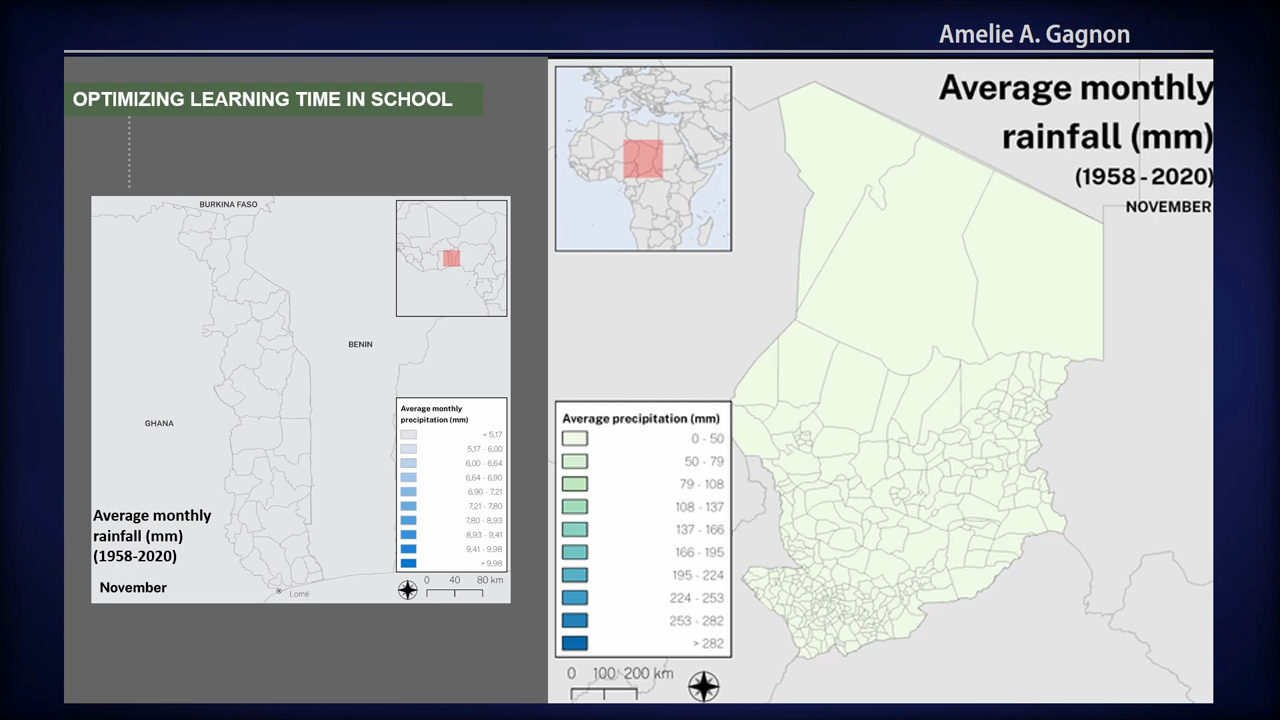 Amelie A. Gagnon
OPTIMIZING LEARNING TIME IN SCHOOL
BURKINA FASO
BENIN
GHANA
Average monthly
precipitation (mm)
< 5,17
5,17 - 6,00
6,00 - 6,64
6,64 - 6,90
6,90 - 7,21
7,21 - 7,80
7,80 - 8,93
8,93 - 9,41
9,41 - 9,98
> 9,98
Average monthly
rainfall (mm)
(1958-2020)
November
Lomé
0 40 80 km
Average monthly
rainfall (mm)
(1958 - 2020)
NOVEMBER
Average precipitation (mm)
0 - 50
50 - 79
79 - 108
108 - 137
137 - 166
166 - 195
195 - 224
224 - 253
253 - 282
> 282
0 100 200 km